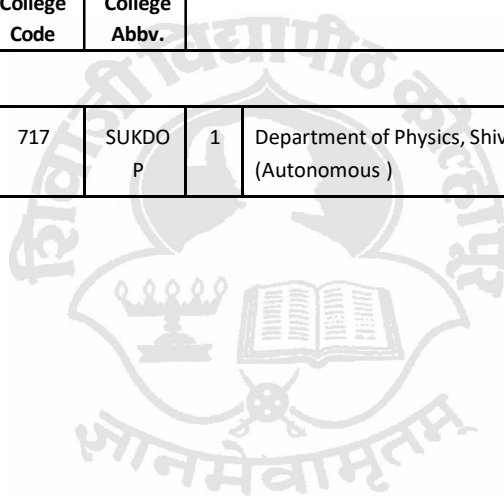 College College
Code Abbv.
717 SUKDO 1 Department of Physics, Shiv
P (Autonomous )
शिवाजी विद्यापीठ कोल्हापूर
ज्ञानमेवामृतम्